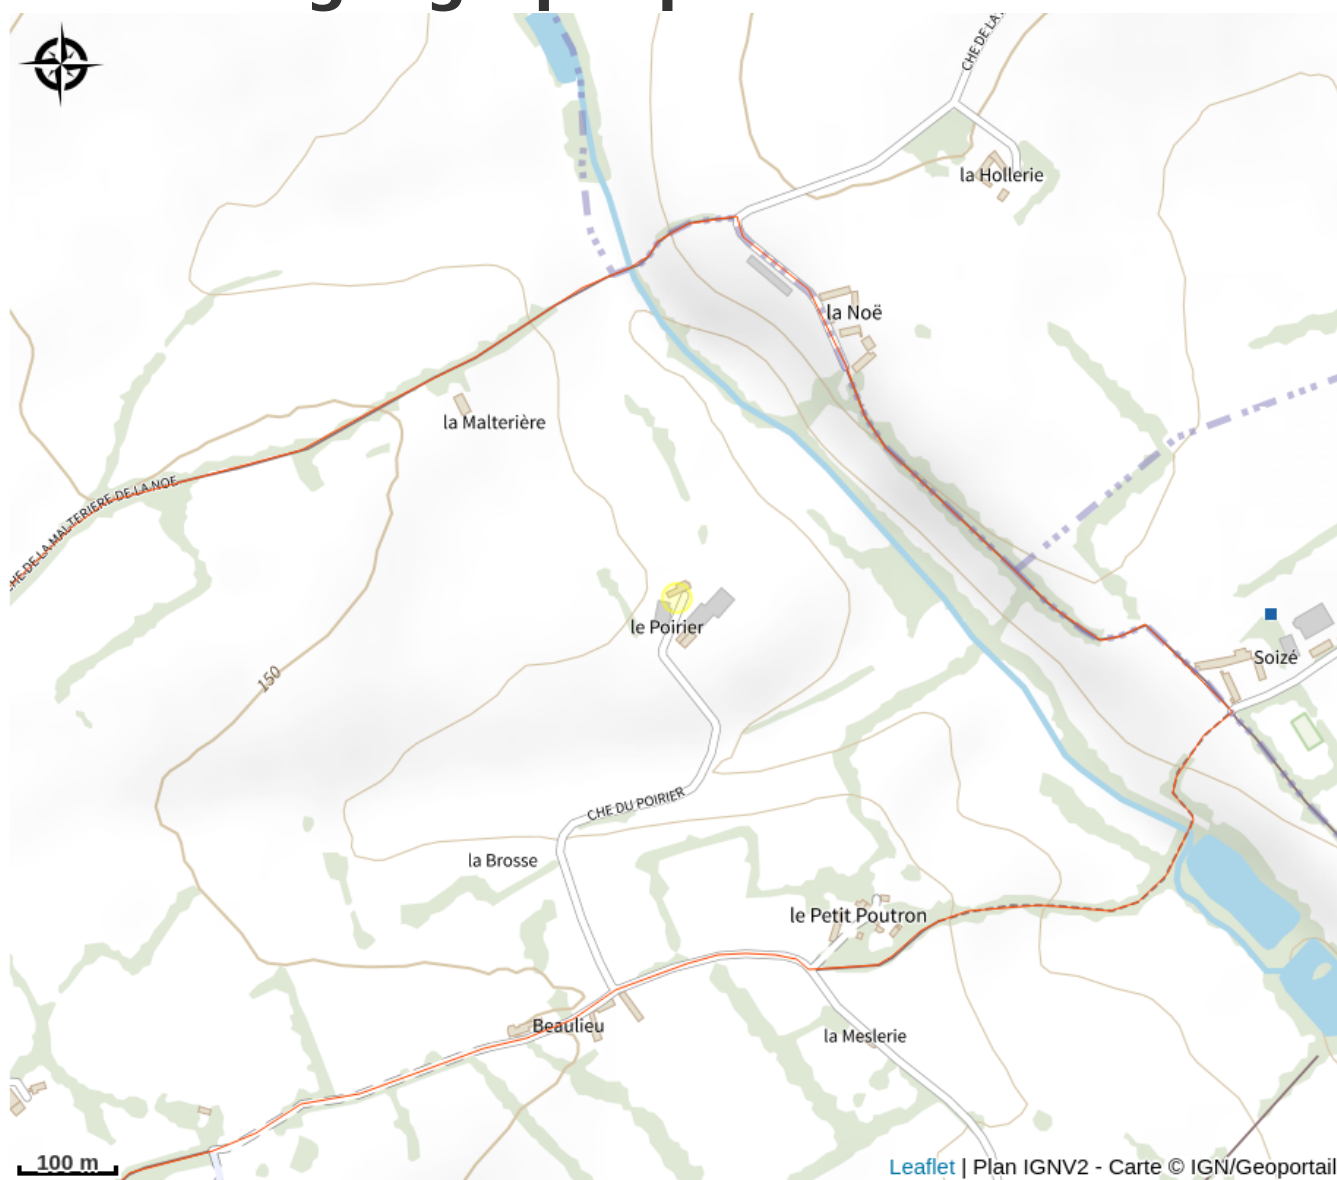 CHE DE LA
la Hollerie
la Noë
la Malterière
CHE DE LA MALTERIERE DE LA NOE
le Poirier
Soizé
150
CHE DU POIRIER
la Brosse
le Petit Poutron
Beaulieu
la Meslerie
100 m
Leaflet | Plan IGNV2 - Carte © IGN/Geoportail